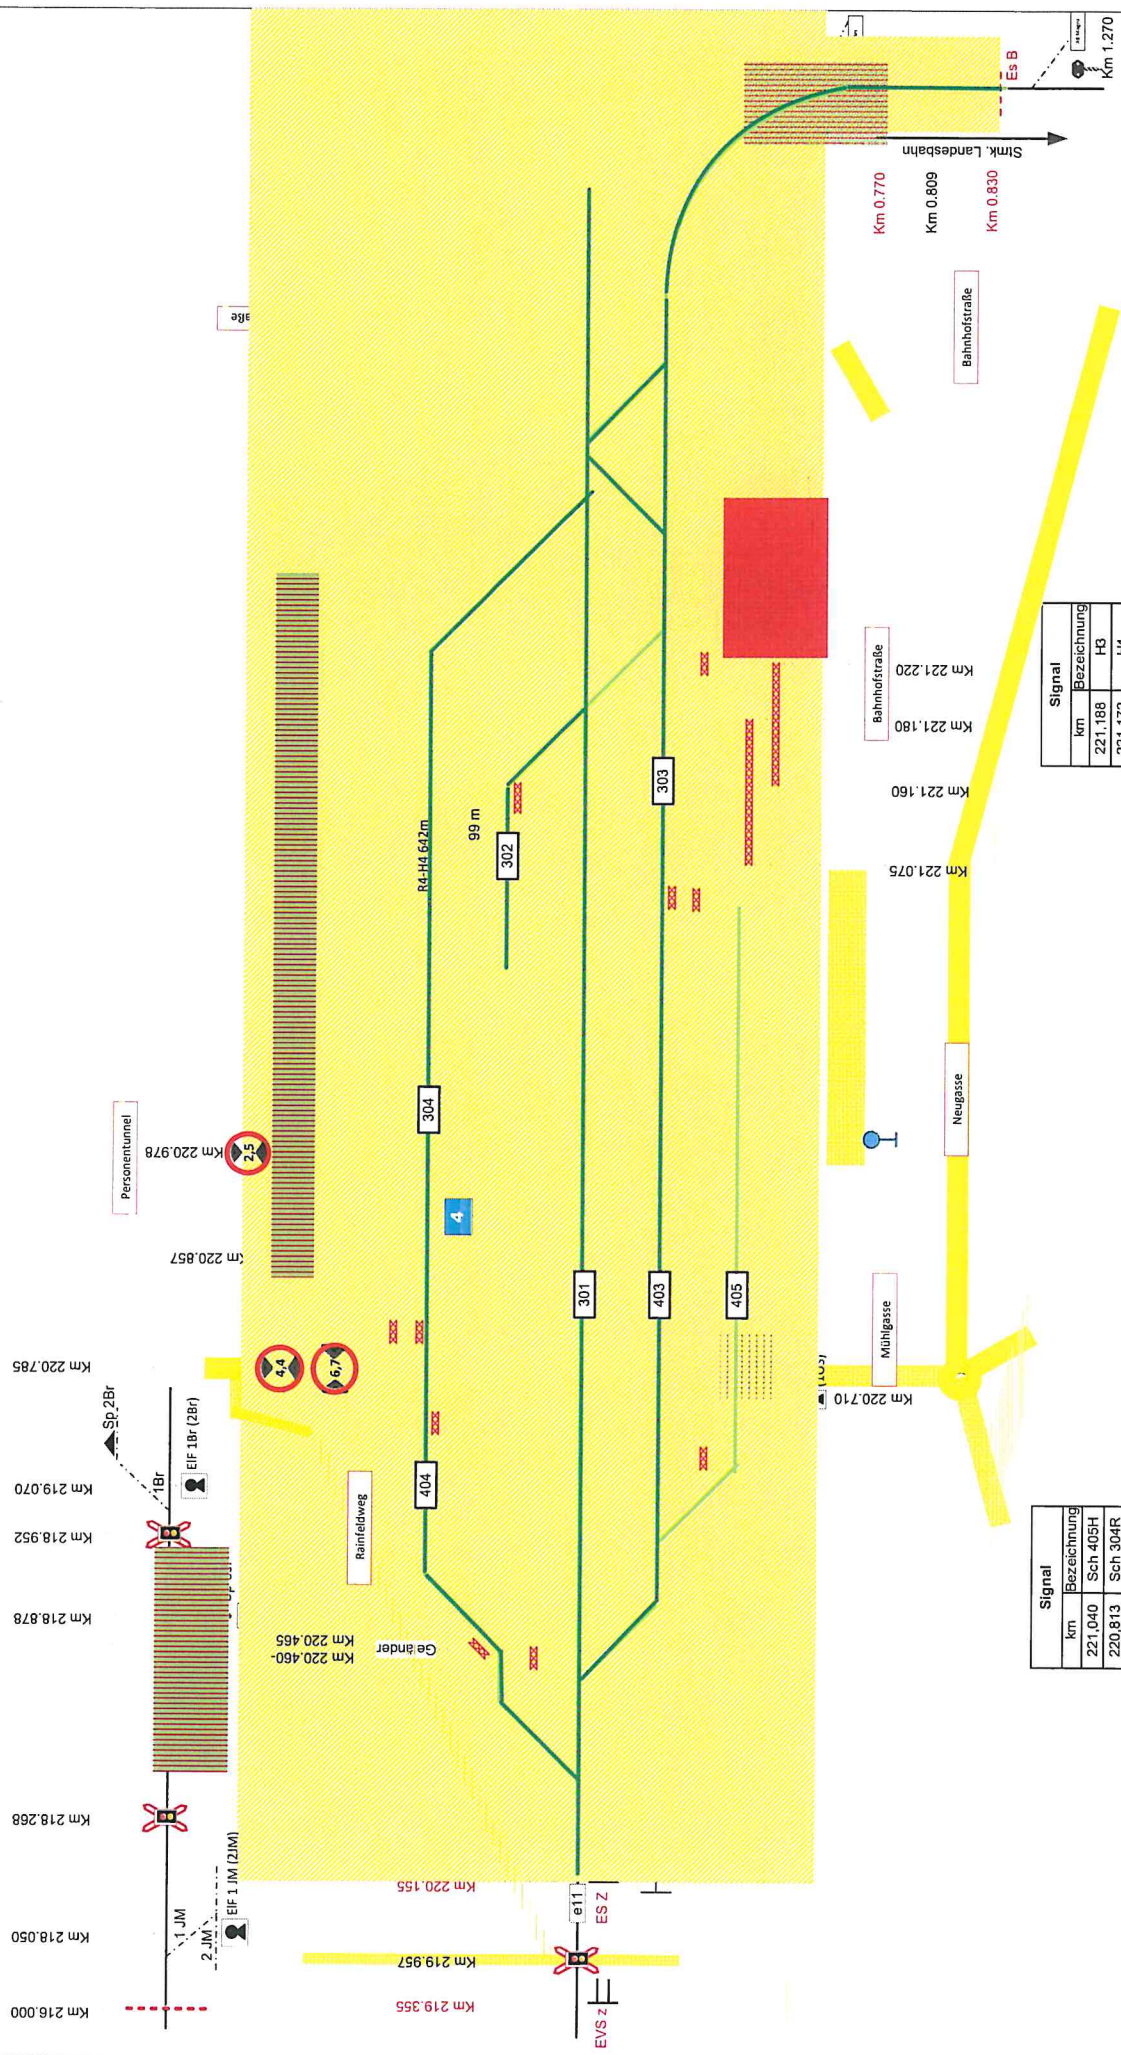 Km 216.000
Km 218.050
Km 218.268
Km 218.878
Km 218.952
Km 219.070
Km 220.785
1 JM
2 JM
EIF 1 JM (2JM)
1Br
Sp 2Br
EIF 1Br (2Br)
Personentunnel
Km 220.978
2,5
Km 220.857
4,4
6,7
Rainfeldweg
Km 220.460-
Km 220.465
Geländer
Km 219.355
Km 219.957
Km 220.155
EVS z
ES Z
e11
404
304
4
R4-H4 642m
99 m
302
301
403
303
405
Es B
Km 1.270
Stmk. Landesbahn
Km 0.770
Km 0.809
Km 0.830
Bahnhofstraße
Bahnhofstraße
Km 221.220
Km 221.180
Km 221.160
Km 221.075
Neugasse
Mühlgasse
Km 220.710
Signal
km Bezeichnung
221,188 H3
Signal
km Bezeichnung
221,040 Sch 405H
220,813 Sch 304R